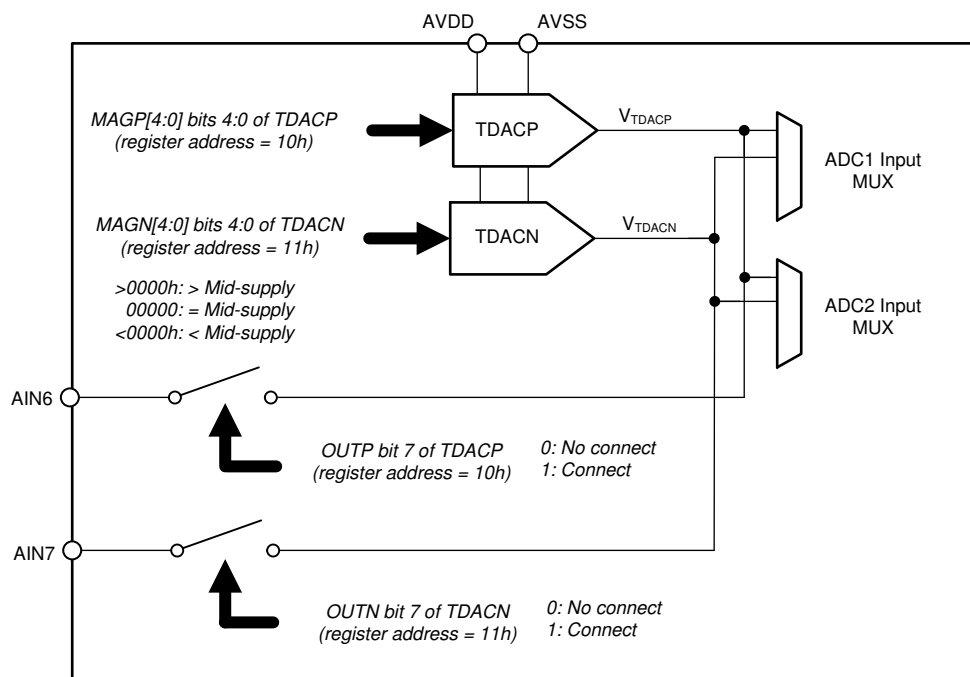 AVDD AVSS
MAGP[4:0] bits 4:0 of TDACP
(register address = 10h)
TDACP
VTDACP
ADC1 Input
MUX
MAGN[4:0] bits 4:0 of TDACN
(register address = 11h)
TDACN
VTDACN
>0000h: > Mid-supply
00000: = Mid-supply
<0000h: < Mid-supply
ADC2 Input
MUX
AIN6
OUTP bit 7 of TDACP
(register address = 10h)
0: No connect
1: Connect
AIN7
OUTN bit 7 of TDACN
(register address = 11h)
0: No connect
1: Connect